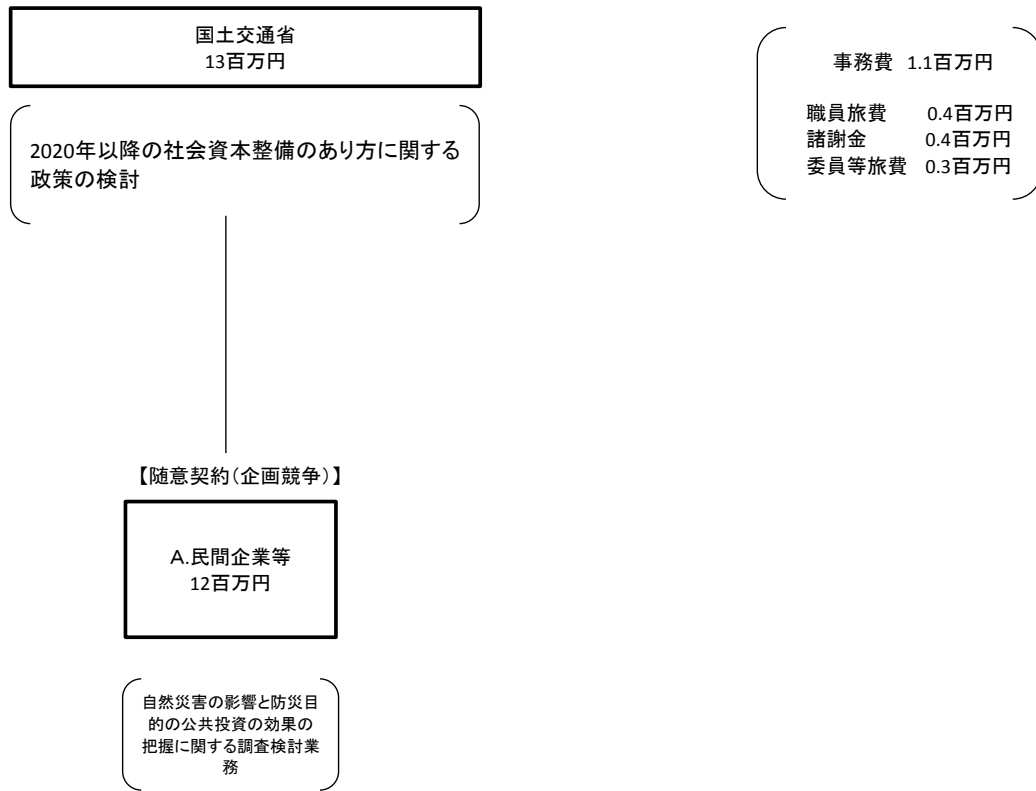 国土交通省
13百万円
2020年以降の社会資本整備のあり方に関する
政策の検討
事務費 1.1百万円
職員旅費 0.4百万円
諸謝金 0.4百万円
委員等旅費 0.3百万円
【随意契約(企画競争)】
A.民間企業等
12百万円
自然災害の影響と防災目
的の公共投資の効果の
把握に関する調査検討業
務